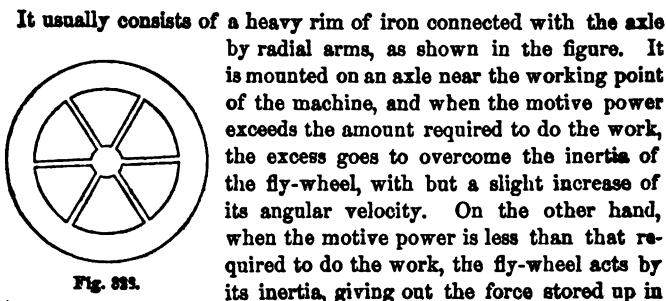 It usually consists of a heavy rim of iron connected with the axle
by radial arms, as shown in the figure. It
is mounted on an axle near the working point
of the machine, and when the motive power
exceeds the amount required to do the work,
the excess goes to overcome the inertia of
the fly-wheel, with but a slight increase of
its angular velocity. On the other hand,
when the motive power is less than that re-
quired to do the work, the fly-wheel acts by
its inertia, giving out the force stored up in
Fig.